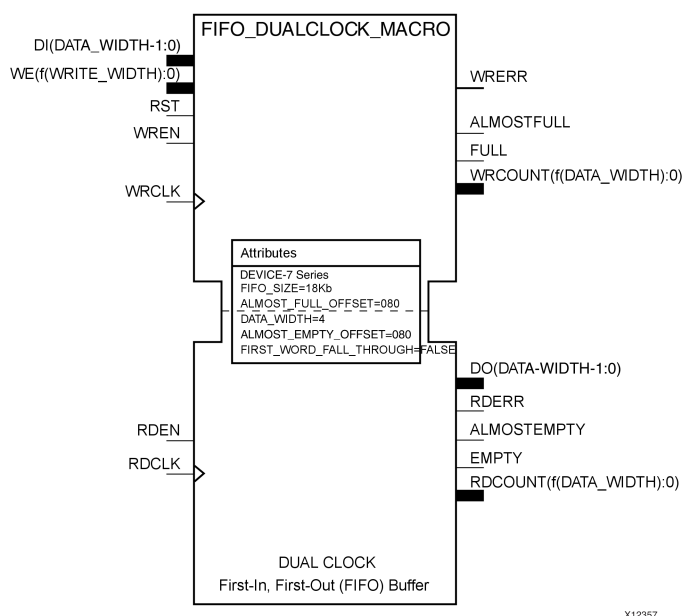 FIFO_DUALCLOCK_MACRO
DI(DATA_WIDTH-1:0)
WE(f(WRITE_WIDTH):0)
RST
WREN
WRCLK
WRERR
ALMOSTFULL
FULL
WRCOUNT(f(DATA_WIDTH):0)
Attributes
DEVICE-7 Series
FIFO_SIZE=18Kb
ALMOST_FULL_OFFSET=080
DATA_WIDTH=4
ALMOST_EMPTY_OFFSET=080
FIRST_WORD_FALL_THROUGH=FALSE
RDEN
RDCLK
DO(DATA-WIDTH-1:0)
RDERR
ALMOSTEMPTY
EMPTY
RDCOUNT(f(DATA_WIDTH):0)
DUAL CLOCK
First-In, First-Out (FIFO) Buffer
X12357